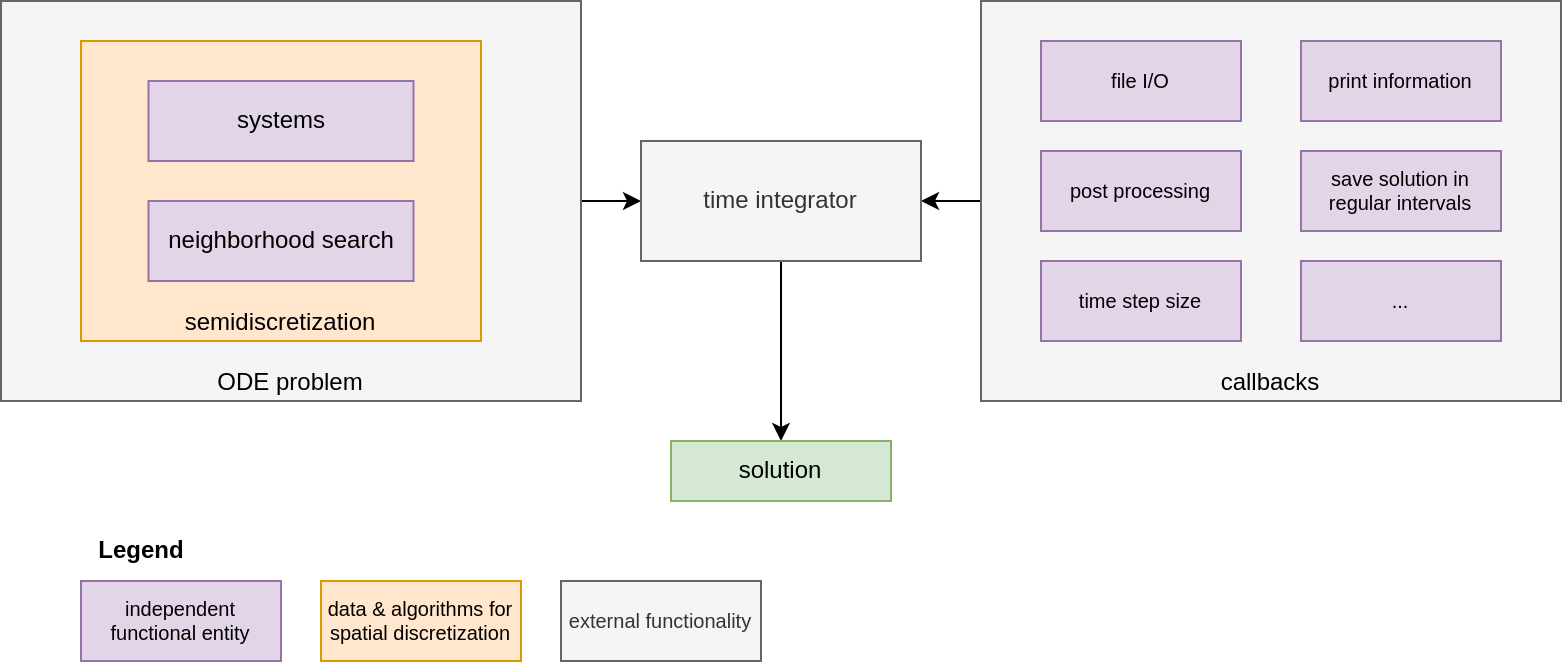 systems
neighborhood search
semidiscretization
ODE problem
time integrator
file I/O
print information
post processing
save solution in
regular intervals
time step size
...
callbacks
solution
Legend
independent
functional entity
data & algorithms for
spatial discretization
external functionality